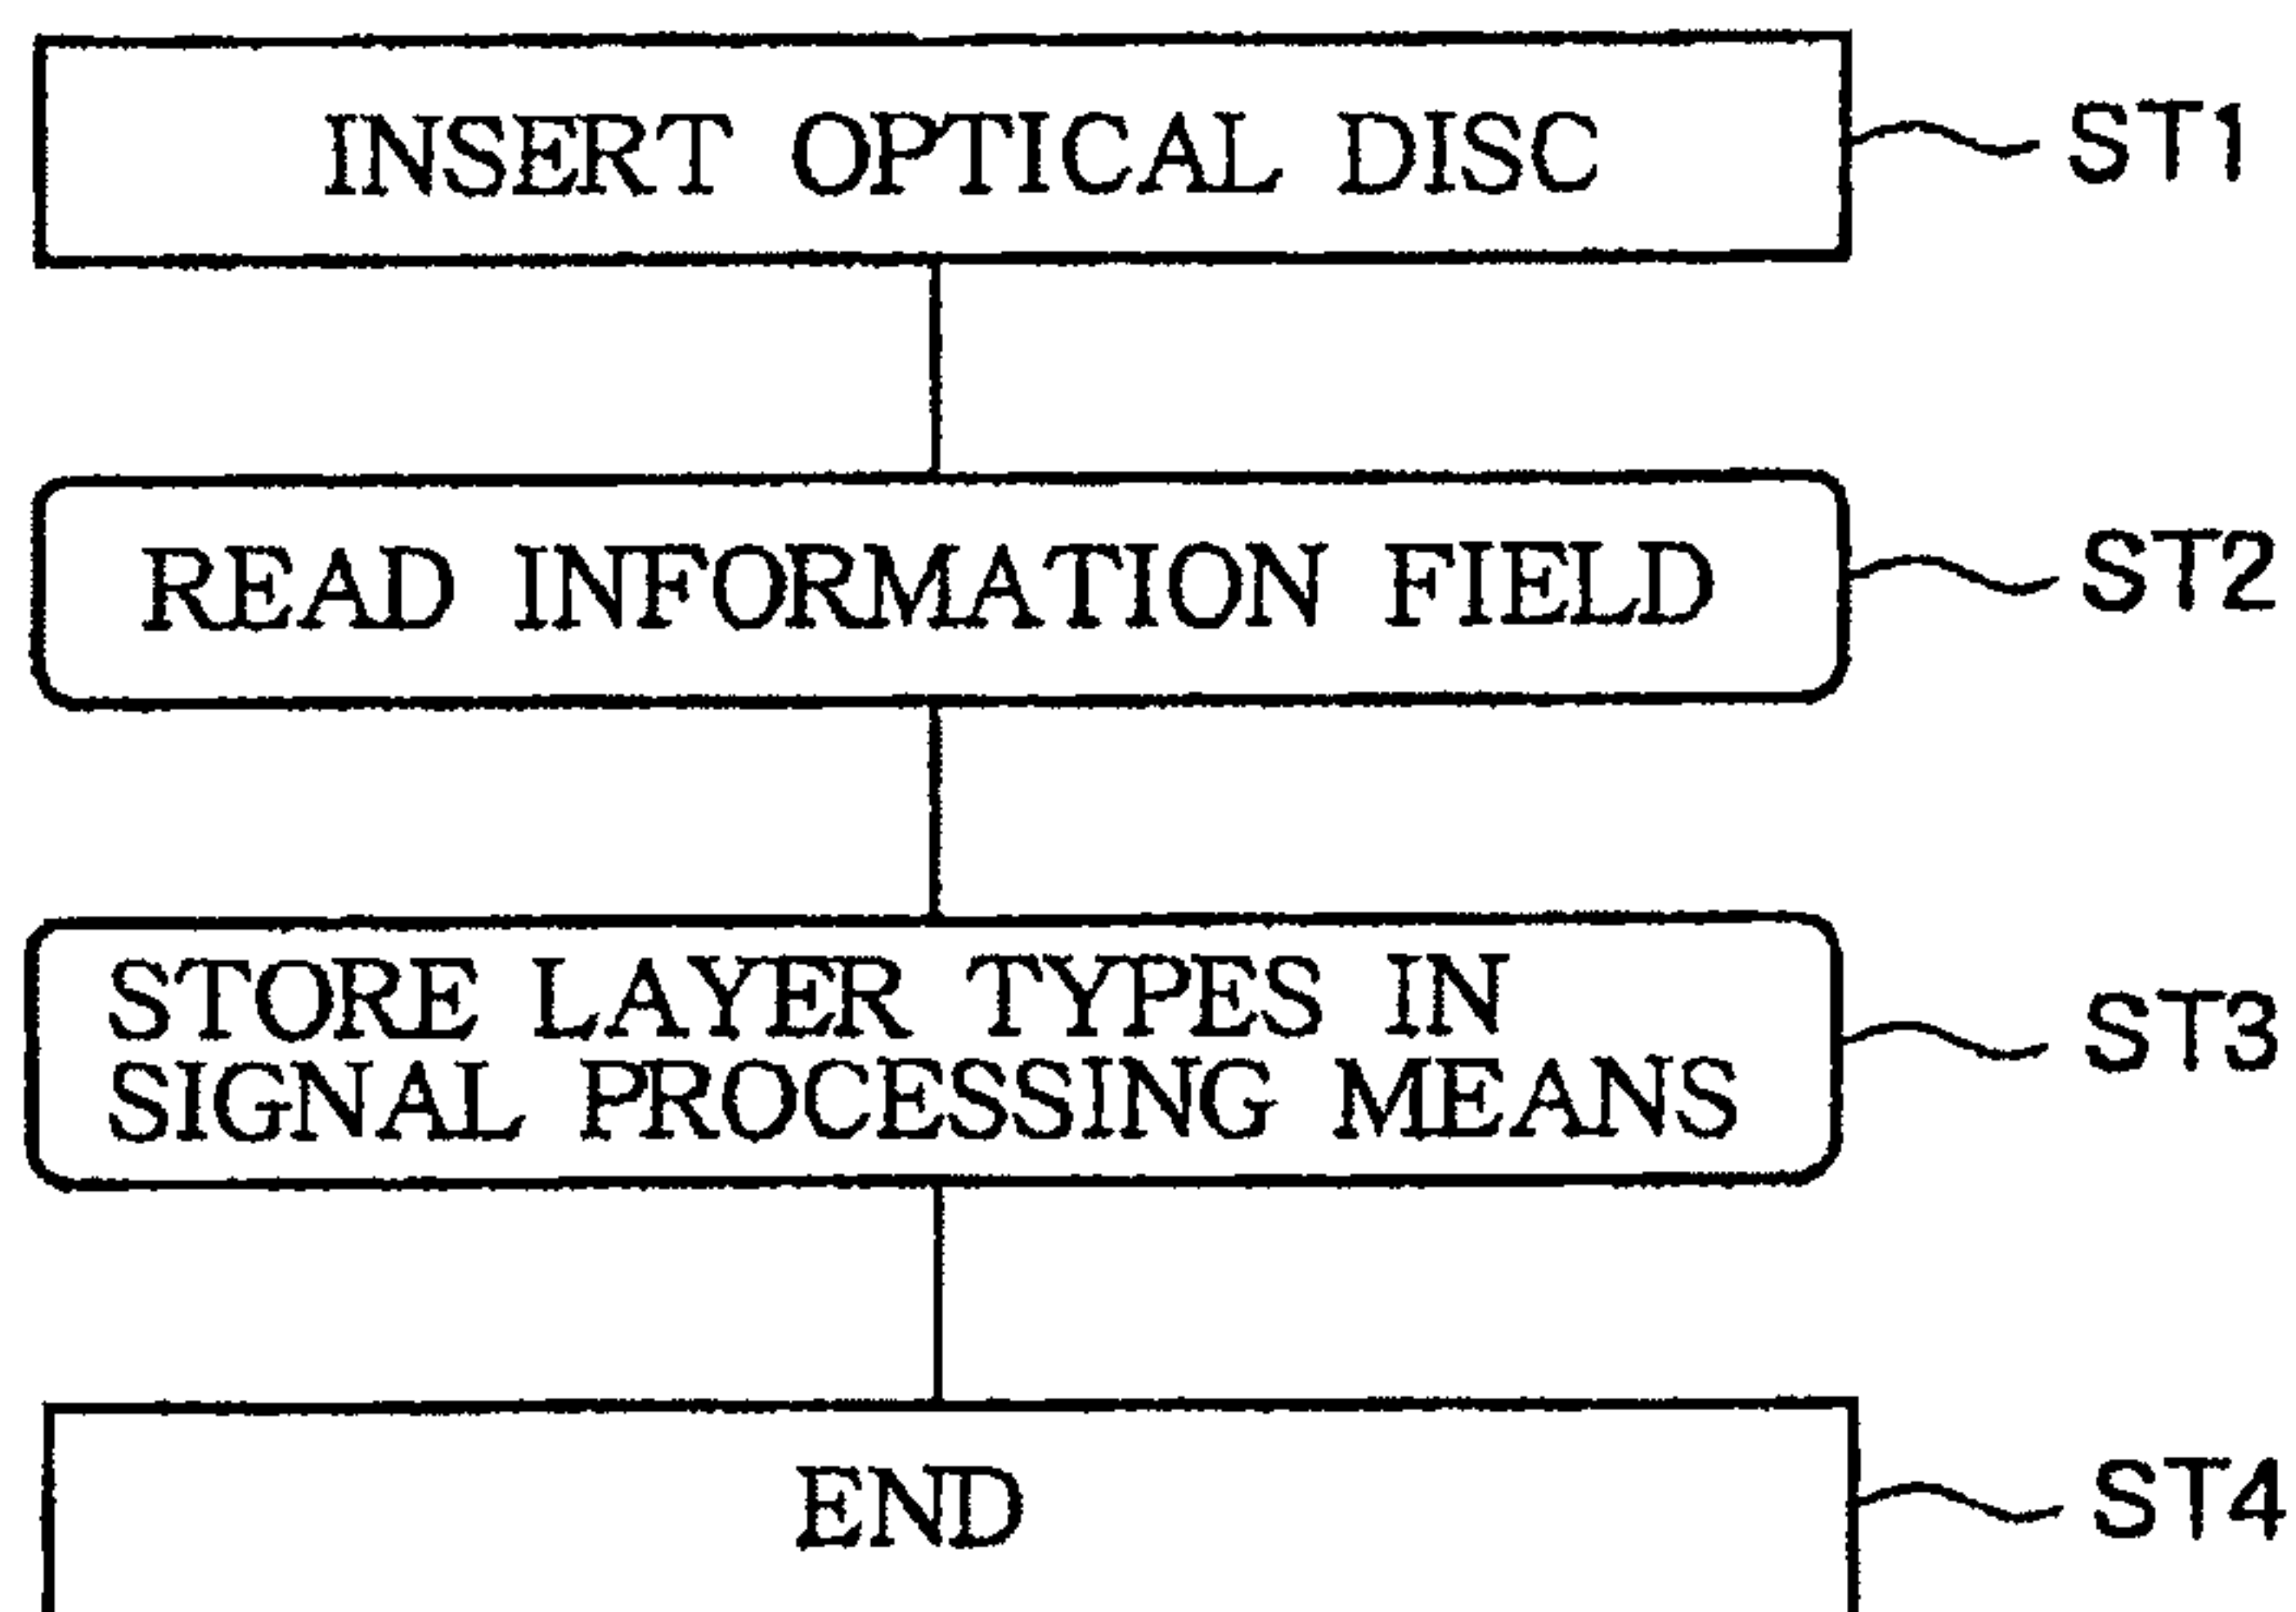 INSERT OPTICAL DISC ST1
READ INFORMATION FIELD ST2
STORE LAYER TYPES IN
SIGNAL PROCESSING MEANS ST3
END ST4